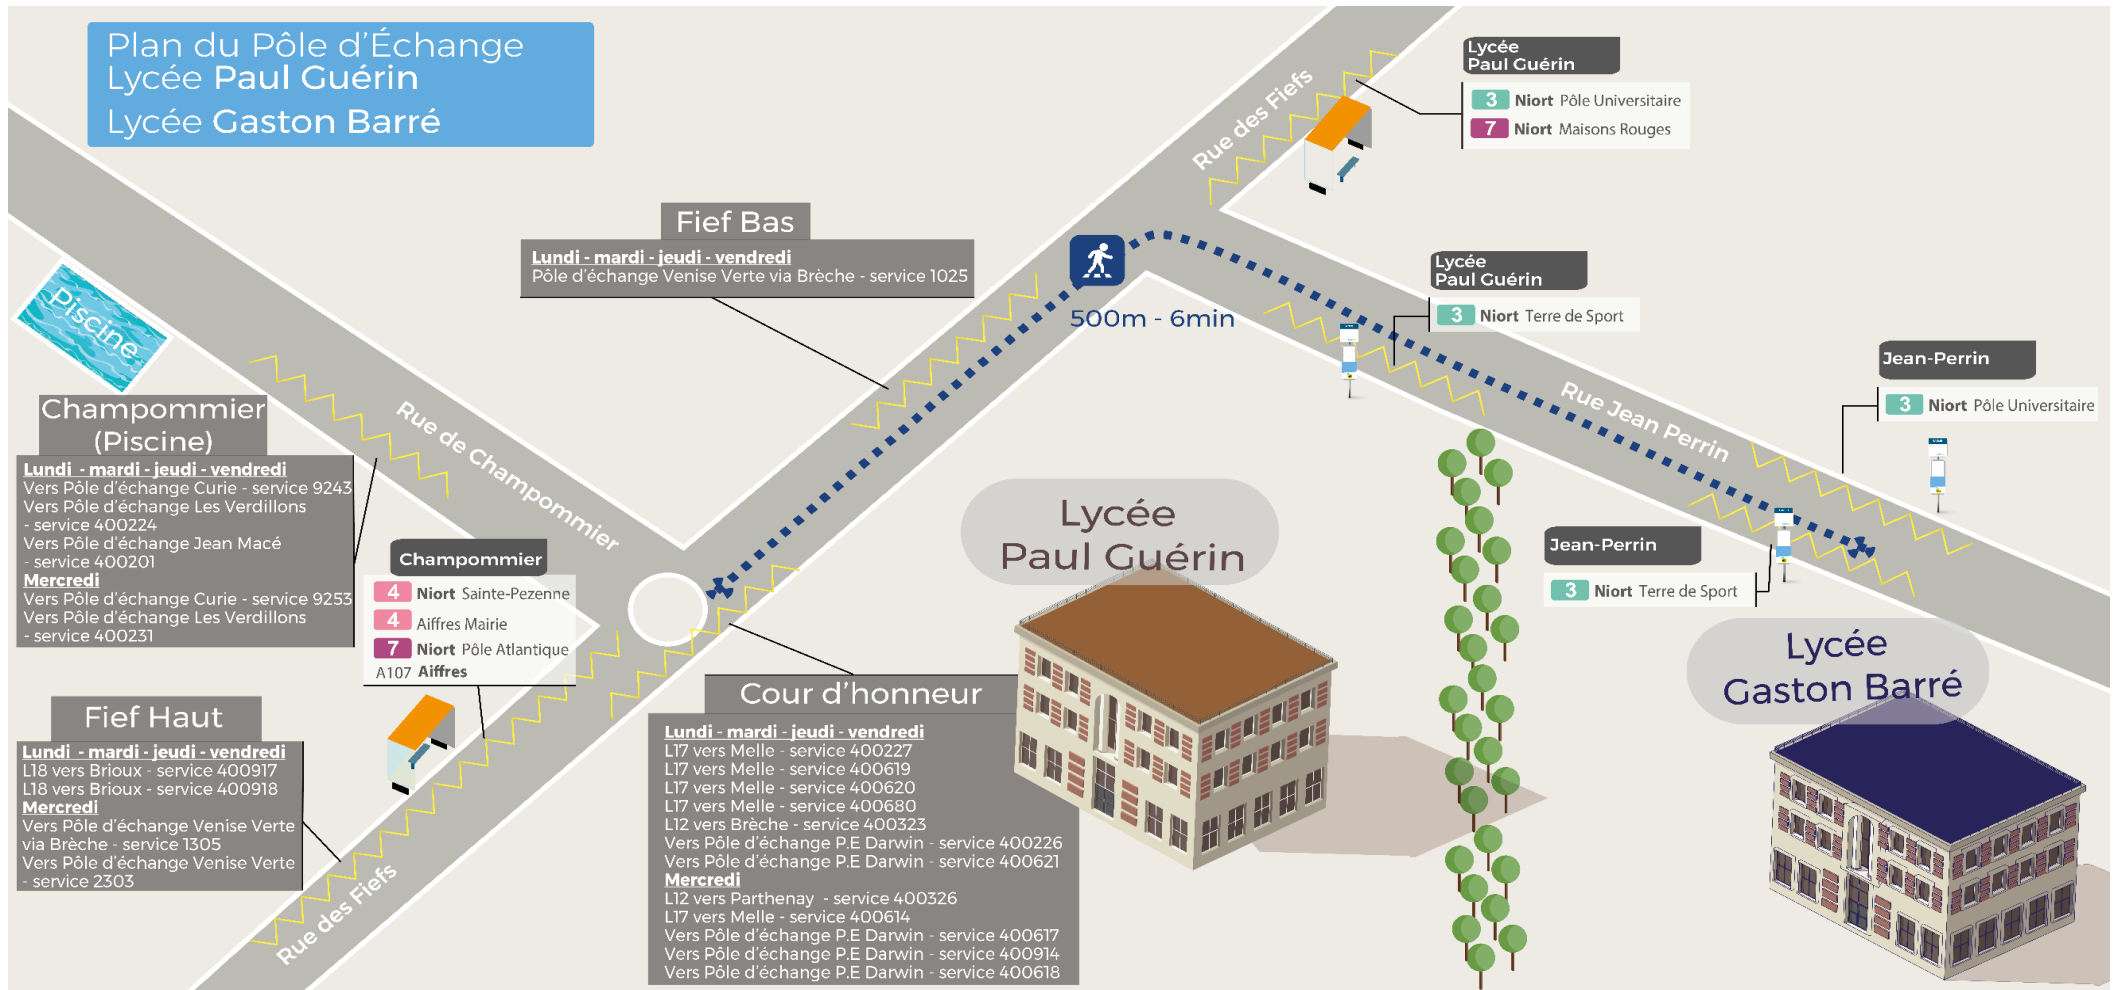 Plan du Pôle d'Échange
Lycée Paul Guérin
Lycée Gaston Barré
Lycée
Paul Guérin
3 Niort Pôle Universitaire
7 Niort Maisons Rouges
Rue des Fiefs
Fief Bas
Lundi - mardi - jeudi - vendredi
Pôle d'échange Venise Verte via Brèche - service 1025
500m - 6min
Lycée
Paul Guérin
3 Niort Terre de Sport
Jean-Perrin
3 Niort Pôle Universitaire
Rue Jean Perrin
Piscine
Champommier
(Piscine)
Lundi - mardi - jeudi - vendredi
Vers Pôle d'échange Curie - service 9243
Vers Pôle d'échange Les Verdillons
- service 400224
Vers Pôle d'échange Jean Macé
- service 400201
Mercredi
Vers Pôle d'échange Curie - service 9253
Vers Pôle d'échange Les Verdillons
- service 400231
Rue de Champommier
Champommier
4 Niort Sainte-Pezenne
4 Aiffres Mairie
7 Niort Pôle Atlantique
A107 Aiffres
Lycée
Paul Guérin
Jean-Perrin
3 Niort Terre de Sport
Lycée
Gaston Barré
Fief Haut
Lundi - mardi - jeudi - vendredi
L18 vers Brioux - service 400917
L18 vers Brioux - service 400918
Mercredi
Vers Pôle d'échange Venise Verte
via Brèche - service 1305
Vers Pôle d'échange Venise Verte
- service 2303
Rue des Fiefs
Cour d'honneur
Lundi - mardi - jeudi - vendredi
L17 vers Melle - service 400227
L17 vers Melle - service 400619
L17 vers Melle - service 400620
L17 vers Melle - service 400680
L12 vers Brèche - service 400323
Vers Pôle d'échange P.E Darwin - service 400226
Vers Pôle d'échange P.E Darwin - service 400621
Mercredi
L12 vers Parthenay - service 400326
L17 vers Melle - service 400614
Vers Pôle d'échange P.E Darwin - service 400617
Vers Pôle d'échange P.E Darwin - service 400914
Vers Pôle d'échange P.E Darwin - service 400618